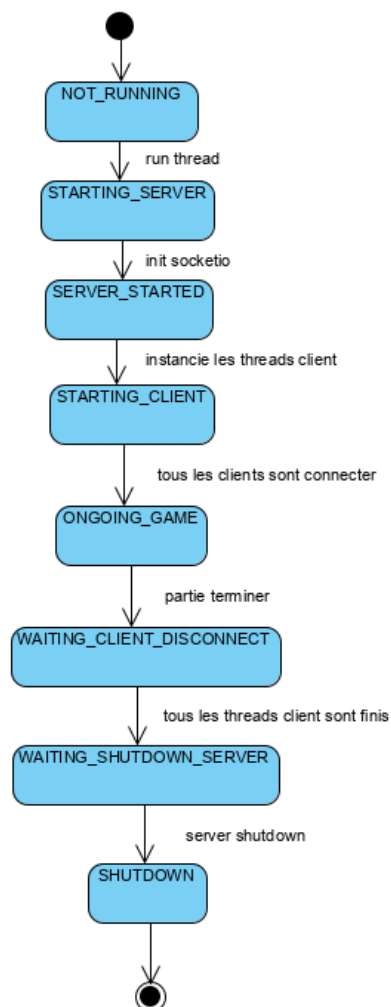 NOT_RUNNING
run thread
STARTING_SERVER
init socketio
SERVER_STARTED
instancie les threads client
STARTING_CLIENT
tous les clients sont connecter
ONGOING_GAME
partie terminer
WAITING_CLIENT_DISCONNECT
tous les threads client sont finis
WAITING_SHUTDOWN_SERVER
server shutdown
SHUTDOWN